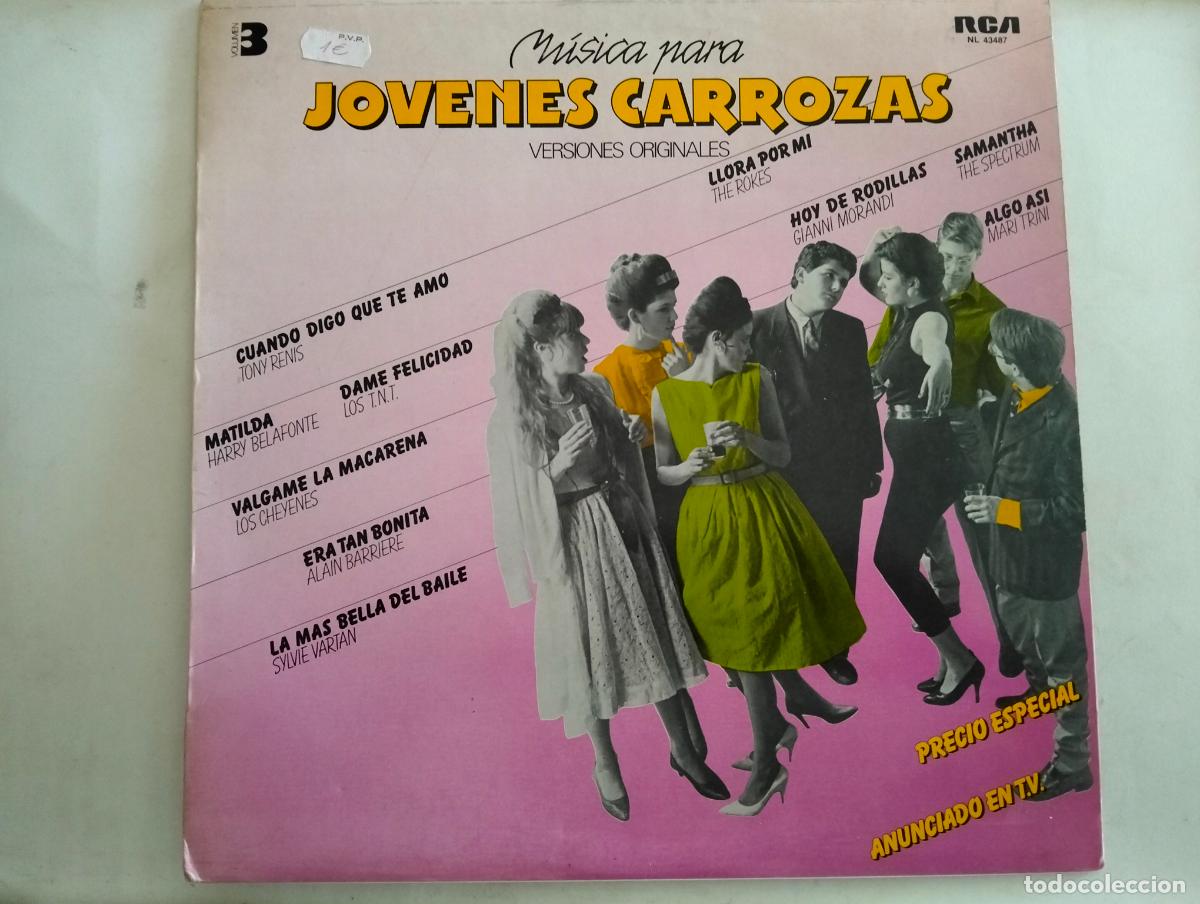 VOLUMEN
3
P.V.P.
1€
RCA
NL 43487
Música para
JOVENES CARROZAS
VERSIONES ORIGINALES
LLORA POR MI
THE ROKES
HOY DE RODILLAS
GIANNI MORANDI
SAMANTHA
THE SPECTRUM
ALGO ASI
MARI TRINI
CUANDO DIGO QUE TE AMO
TONY RENIS
DAME FELICIDAD
LOS T.N.T.
MATILDA
HARRY BELAFONTE
VALGAME LA MACARENA
LOS CHEYENES
ERA TAN BONITA
ALAIN BARRIERE
LA MAS BELLA DEL BAILE
SYLVIE VARTAN
PRECIO ESPECIAL
ANUNCIADO EN T.V.
todocoleccion